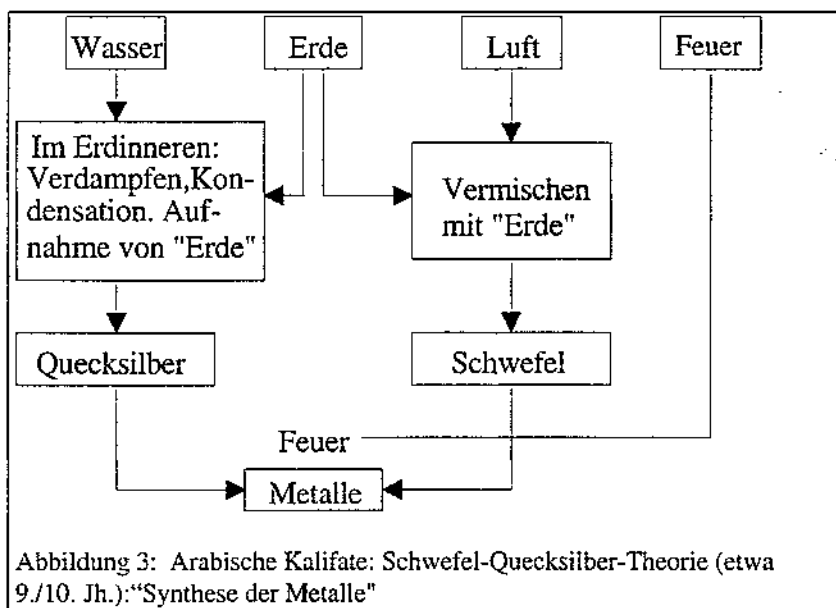 Wasser
Erde
Luft
Feuer
Im Erdinneren:
Verdampfen,Kon-
densation. Auf-
nahme von "Erde"
Vermischen
mit "Erde"
Quecksilber
Schwefel
Feuer
Metalle
Abbildung 3: Arabische Kalifate: Schwefel-Quecksilber-Theorie (etwa
9./10. Jh.):“Synthese der Metalle"